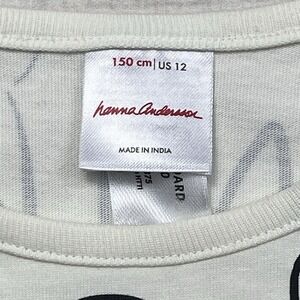 150 cm | US 12
hanna andersson
MADE IN INDIA